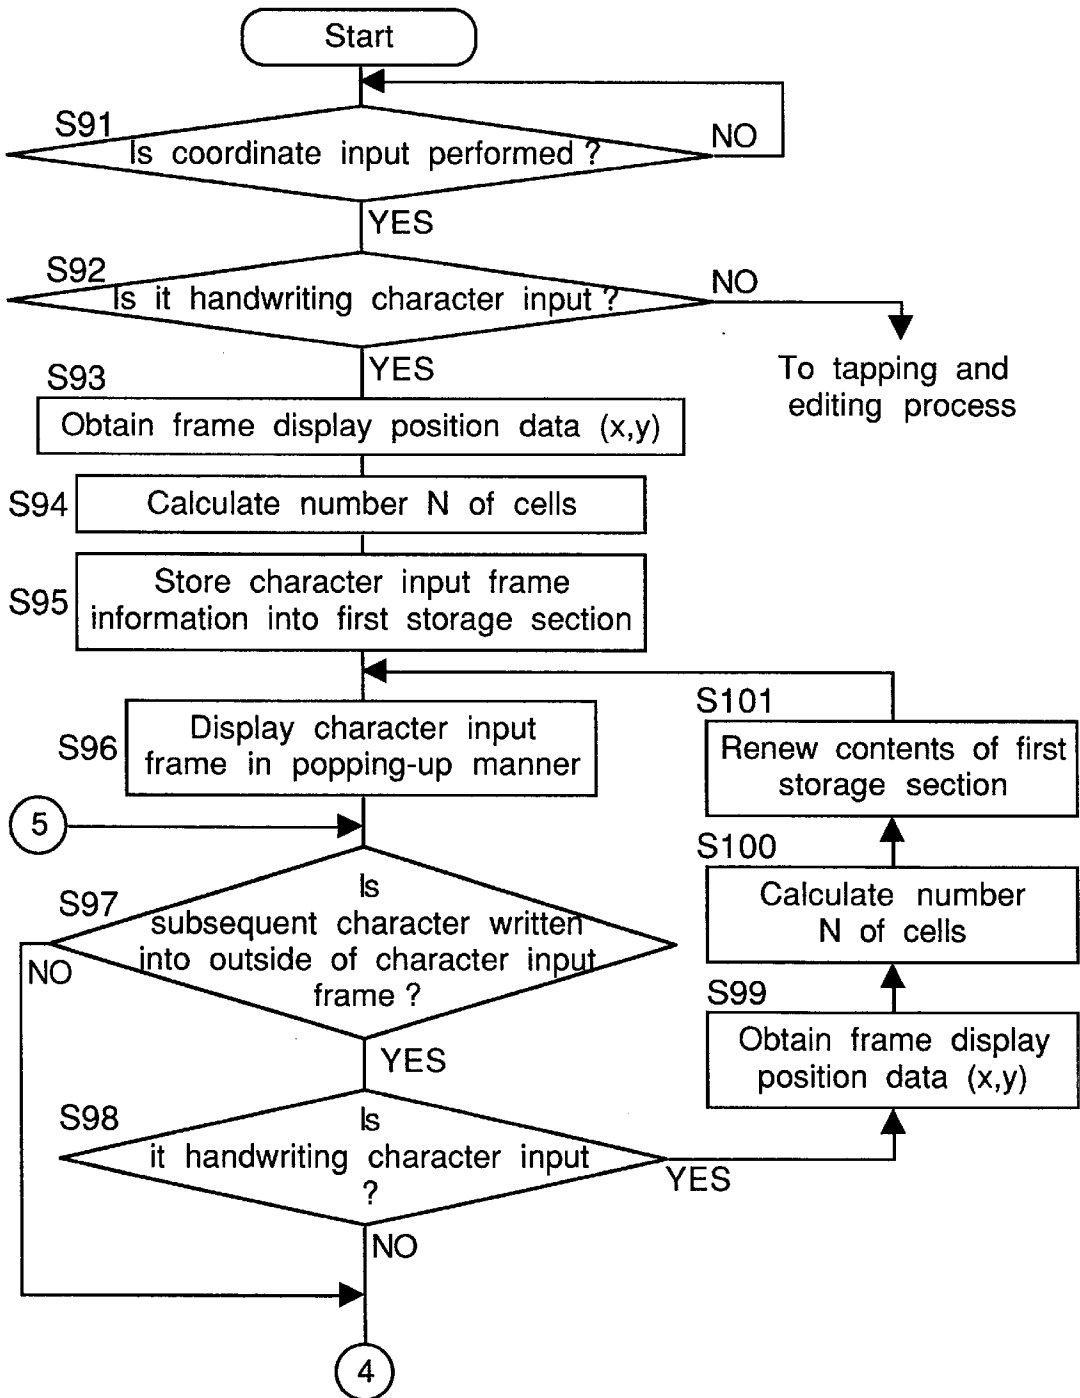 Start
S91
Is coordinate input performed ?
NO
YES
S92
Is it handwriting character input ?
NO
To tapping and
editing process
YES
S93
Obtain frame display position data (x,y)
S94
Calculate number N of cells
S95
Store character input frame
information into first storage section
S96
Display character input
frame in popping-up manner
S101
Renew contents of first
storage section
5
S100
Calculate number
N of cells
S97
Is
subsequent character written
into outside of character input
frame ?
NO
YES
S99
Obtain frame display
position data (x,y)
S98
Is
it handwriting character input
?
YES
NO
4